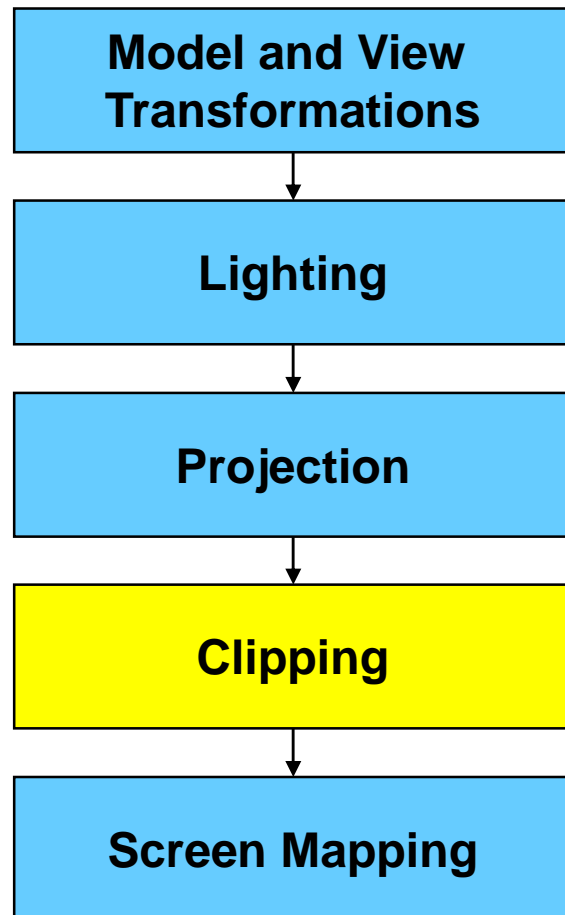 Model and View
Transformations
Lighting
Projection
Clipping
Screen Mapping